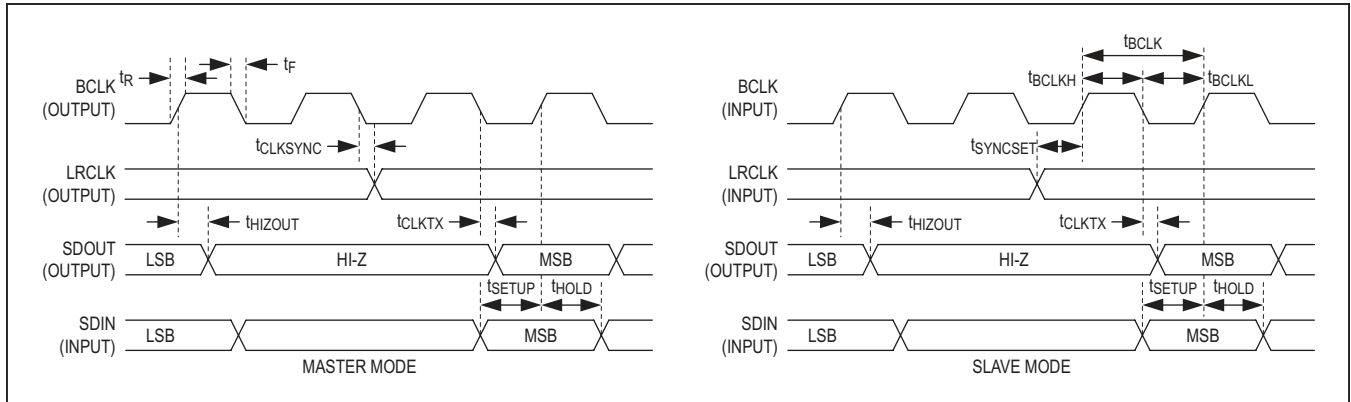 tR
tF
BCLK
(OUTPUT)
tCLKSYNC
LRCLK
(OUTPUT)
tHIZOUT
tCLKTX
SDOUT
(OUTPUT)
LSB
HI-Z
MSB
tSETUP
tHOLD
SDIN
(INPUT)
LSB
MSB
MASTER MODE
tBCLK
tBCLKH
tBCLKL
BCLK
(INPUT)
tSYNCSET
LRCLK
(INPUT)
tHIZOUT
tCLKTX
SDOUT
(OUTPUT)
LSB
HI-Z
MSB
tSETUP
tHOLD
SDIN
(INPUT)
LSB
MSB
SLAVE MODE